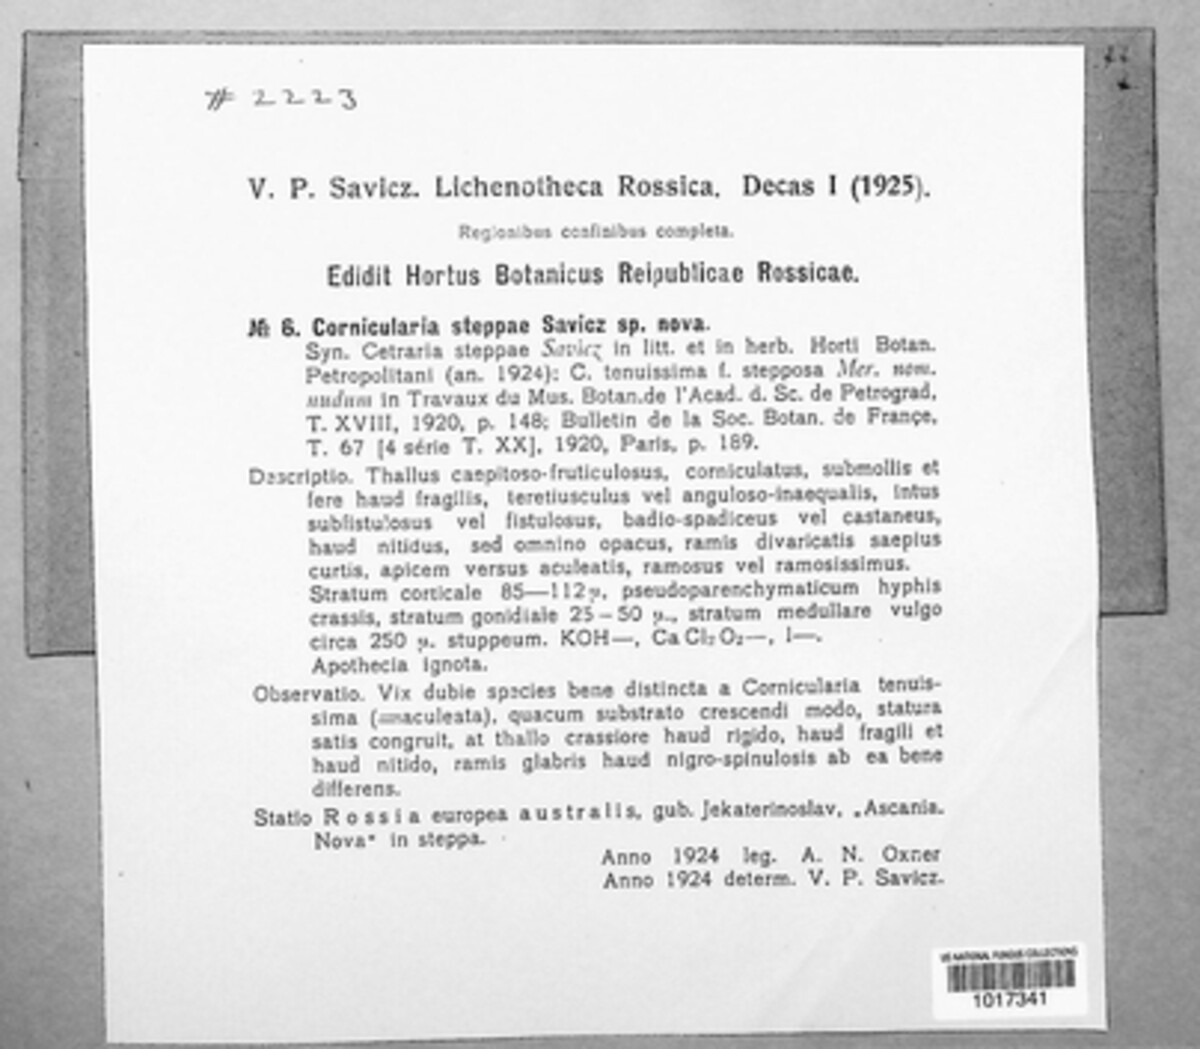 # 2223
V. P. Savicz. Lichenotheca Rossica. Decas I (1925).
Regionibus confinibus completa.
Edidit Hortus Botanicus Reipublicae Rossicae.
№ 6. Cornicularia steppae Savicz sp. nova.
Syn. Cetraria steppae Savicz in litt. et in herb. Horti Botan.
Petropolitani (an. 1924); C. tenuissima f. stepposa Mer. nom.
nudum in Travaux du Mus. Botan.de l'Acad. d. Sc. de Petrograd,
T. XVIII, 1920, p. 148; Bulletin de la Soc. Botan. de Françe,
T. 67 [4 série T. XX], 1920, Paris, p. 189.
Descriptio. Thallus caepitoso-fruticulosus, corniculatus, submollis et
fere haud fragilis, teretiusculus vel anguloso-inaequalis, intus
subfistulosus vel fistulosus, badio-spadiceus vel castaneus,
haud nitidus, sed omnino opacus, ramis divaricatis saepius
curtis, apicem versus aculeatis, ramosus vel ramosissimus.
Stratum corticale 85—112μ, pseudoparenchymaticum hyphis
crassis, stratum gonidiale 25–50 μ., stratum medullare vulgo
circa 250 μ. stuppeum. KOH—, Ca Cl₂ O₂—, I—.
Apothecia ignota.
Observatio. Vix dubie species bene distincta a Cornicularia tenuis-
sima (=aculeata), quacum substrato crescendi modo, statura
satis congruit, at thallo crassiore haud rigido, haud fragili et
haud nitido, ramis glabris haud nigro-spinulosis ab ea bene
differens.
Statio Rossia europea australis, gub. Jekaterinoslav, „Ascania.
Nova" in steppa.
Anno 1924 leg. A. N. Oxner
Anno 1924 determ. V. P. Savicz.
US NATIONAL FUNGUS COLLECTIONS
1017341